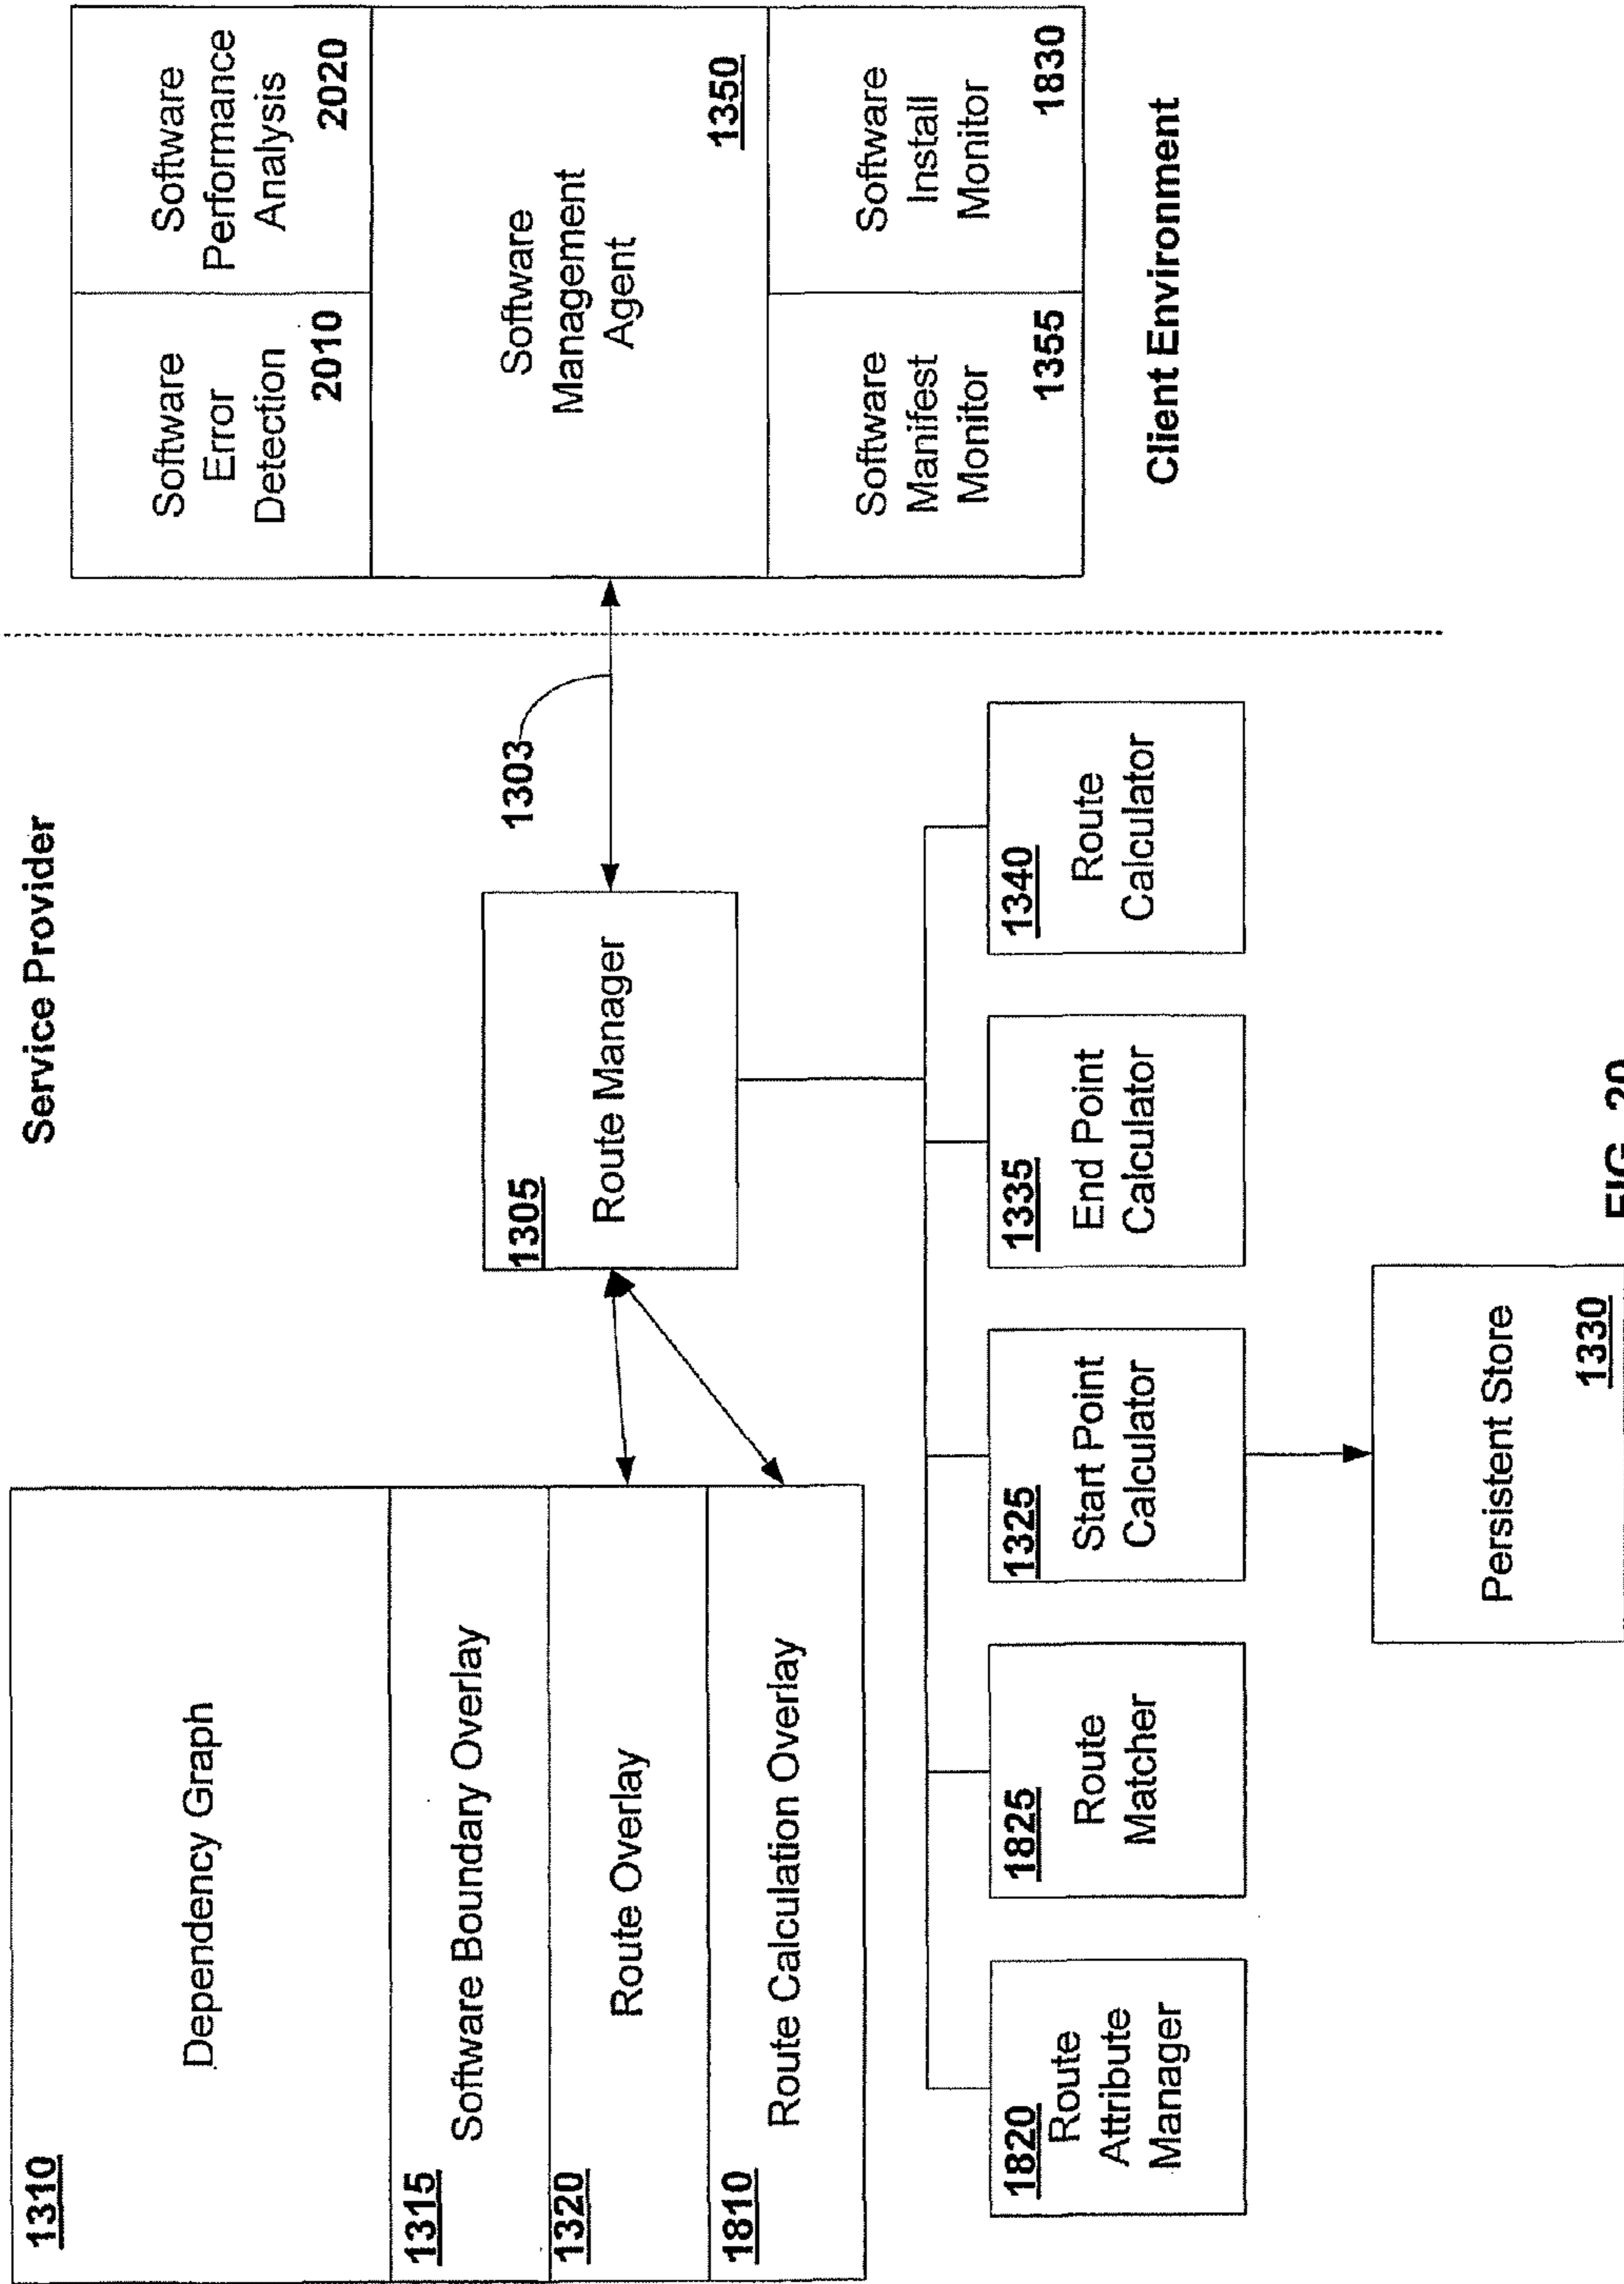 Service Provider
1310
Dependency Graph
1315
Software Boundary Overlay
1320
Route Overlay
1810
Route Calculation Overlay
1305
Route Manager
1303
1820
Route
Attribute
Manager
1825
Route
Matcher
1325
Start Point
Calculator
1335
End Point
Calculator
1340
Route
Calculator
Persistent Store
1330
Software
Error
Detection
2010
Software
Performance
Analysis
2020
Software
Management
Agent
1350
Software
Manifest
Monitor
1355
Software
Install
Monitor
1830
Client Environment
FIG. 20